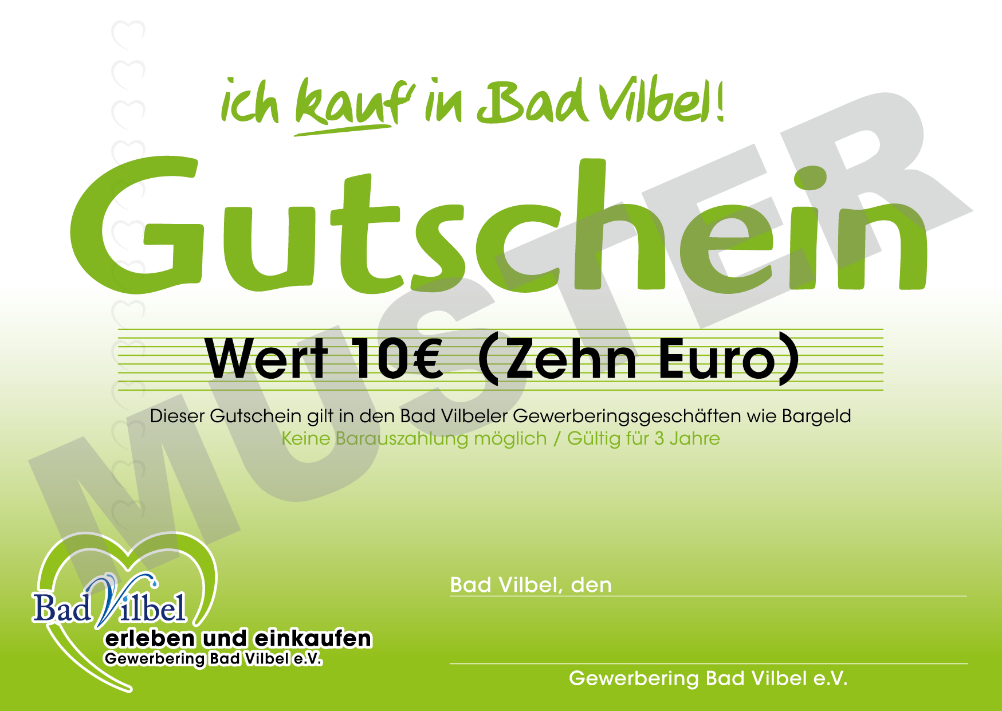 ich kauf in Bad Vilbel!
Gutschein
MUSTER
Wert 10€ (Zehn Euro)
Dieser Gutschein gilt in den Bad Vilbeler Gewerberingsgeschäften wie Bargeld
Keine Barauszahlung möglich / Gültig für 3 Jahre
Bad Vilbel, den
Bad Vilbel
erleben und einkaufen
Gewerbering Bad Vilbel e.V.
Gewerbering Bad Vilbel e.V.